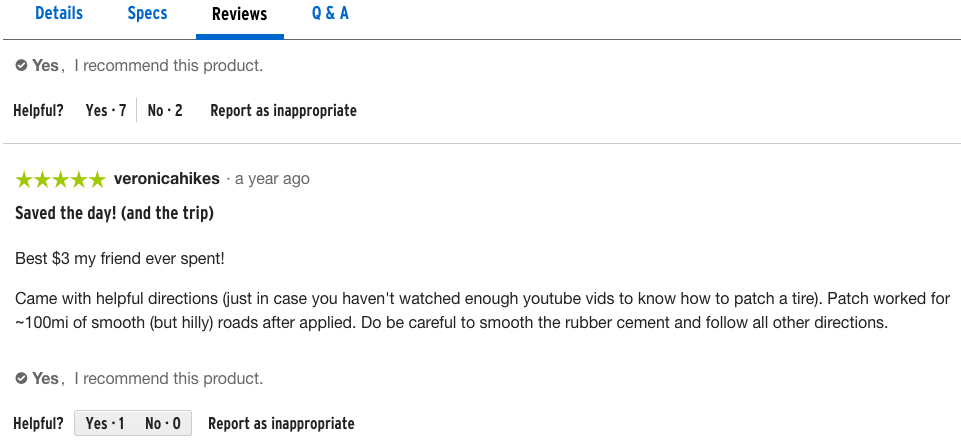 Details Specs Reviews Q & A
Yes, I recommend this product.
Helpful? Yes · 7 No · 2 Report as inappropriate
veronicahikes · a year ago
Saved the day! (and the trip)
Best $3 my friend ever spent!
Came with helpful directions (just in case you haven't watched enough youtube vids to know how to patch a tire). Patch worked for
~100mi of smooth (but hilly) roads after applied. Do be careful to smooth the rubber cement and follow all other directions.
Yes, I recommend this product.
Helpful? Yes · 1 No · 0 Report as inappropriate